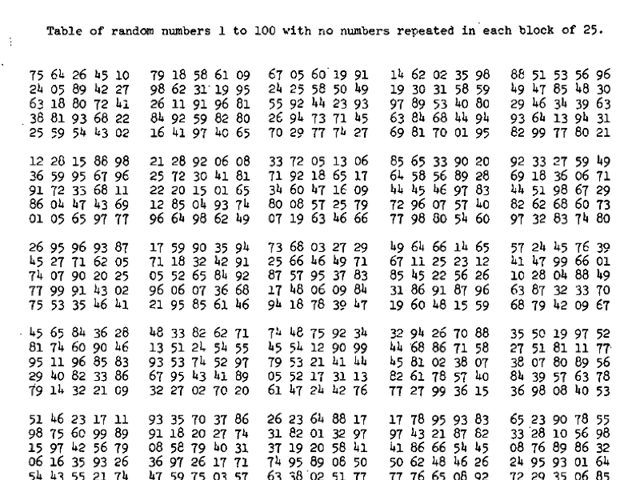 Table of random numbers 1 to 100 with no numbers repeated in each block of 25.
75 64 26 45 10 79 18 58 61 09 67 05 60 19 91 14 62 02 35 98 88 51 53 56 96
24 05 89 42 27 98 62 31 19 95 24 25 58 50 49 19 30 31 58 59 49 47 85 48 30
63 18 80 72 41 26 11 91 96 81 55 92 44 23 93 97 89 53 40 80 29 46 34 39 63
38 81 93 68 22 84 92 59 82 80 26 94 73 71 45 63 84 68 44 94 93 64 13 94 31
25 59 54 43 02 16 41 97 40 65 70 29 77 74 27 69 81 70 01 95 82 99 77 80 21
12 28 15 88 98 21 28 92 06 08 33 72 05 13 06 85 65 33 90 20 92 33 27 59 49
36 59 95 67 96 25 72 30 41 81 71 92 18 65 17 64 58 56 89 28 69 18 36 06 71
91 72 33 68 11 22 20 15 01 65 34 60 47 16 09 44 45 46 97 83 44 51 98 67 29
86 04 47 43 69 12 85 04 93 74 80 08 57 25 79 72 96 07 57 40 82 62 68 60 73
01 05 65 97 77 96 64 98 62 49 07 19 63 46 66 77 98 80 54 60 97 32 83 74 80
26 95 96 93 87 17 59 90 35 94 73 68 03 27 29 49 64 66 14 65 57 24 45 76 39
45 27 71 62 05 71 18 32 42 91 25 66 46 49 71 67 11 25 23 12 41 47 99 66 01
74 07 90 20 25 05 52 65 84 92 87 57 95 37 83 85 45 22 56 26 10 28 04 88 49
77 99 91 43 02 96 06 07 36 68 17 48 06 09 84 31 86 91 87 96 63 87 32 33 70
75 53 35 46 41 21 95 85 61 46 94 18 78 39 47 19 60 48 15 59 68 79 42 09 67
45 65 84 36 28 48 33 82 62 71 74 48 75 92 34 32 94 26 70 88 35 50 19 97 52
81 74 60 90 46 13 51 24 54 55 45 54 12 90 99 44 68 86 71 58 27 51 81 11 77
95 11 96 85 83 93 53 74 52 97 79 53 21 41 44 45 81 02 38 07 38 07 80 89 56
29 40 82 33 86 67 95 43 41 89 05 52 17 31 13 82 61 78 57 40 84 39 57 63 78
79 14 32 21 09 32 27 02 70 20 61 47 24 42 76 77 27 99 36 15 36 98 08 40 53
51 46 23 17 11 93 35 70 37 86 26 23 64 88 17 17 78 95 93 83 65 23 90 78 55
98 75 60 99 89 91 18 20 27 74 31 82 01 32 97 97 43 21 87 82 33 28 10 56 98
15 97 42 56 79 08 58 79 40 31 37 19 20 58 41 41 86 66 54 45 08 76 89 86 32
06 16 35 93 26 36 97 26 17 71 74 95 89 08 50 50 62 48 46 26 24 95 93 01 64
54 43 55 21 74 47 59 75 03 57 63 38 02 51 77 77 76 65 08 92 72 29 35 06 85